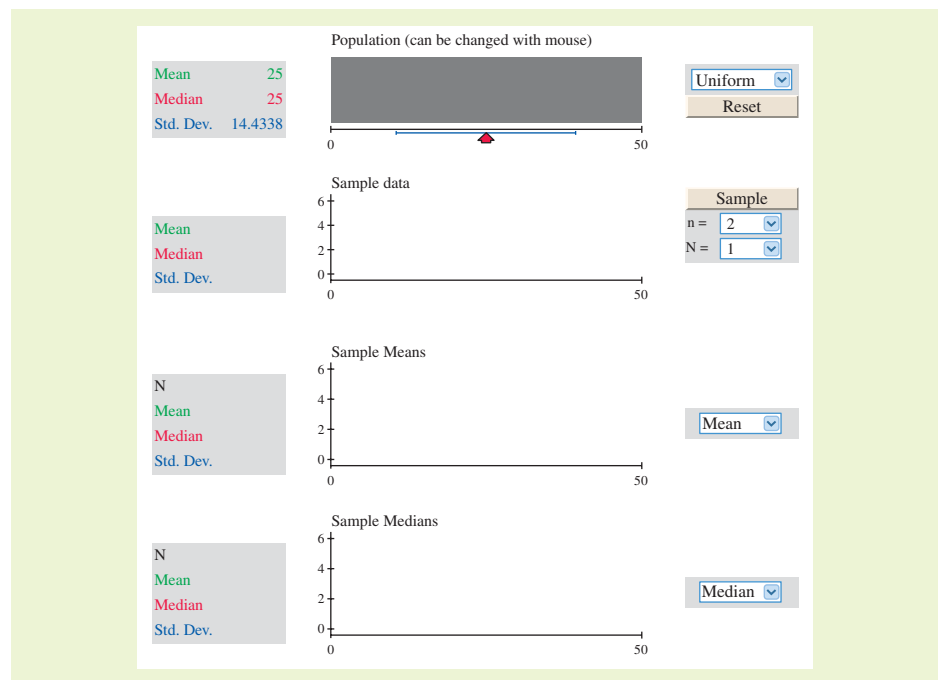 Population (can be changed with mouse)
Mean 25
Median 25
Std. Dev. 14.4338
0 50
Uniform
Reset
Sample data
6
4
2
0
0 50
Mean
Median
Std. Dev.
Sample
n = 2
N = 1
Sample Means
6
4
2
0
0 50
N
Mean
Median
Std. Dev.
Mean
Sample Medians
6
4
2
0
0 50
N
Mean
Median
Std. Dev.
Median